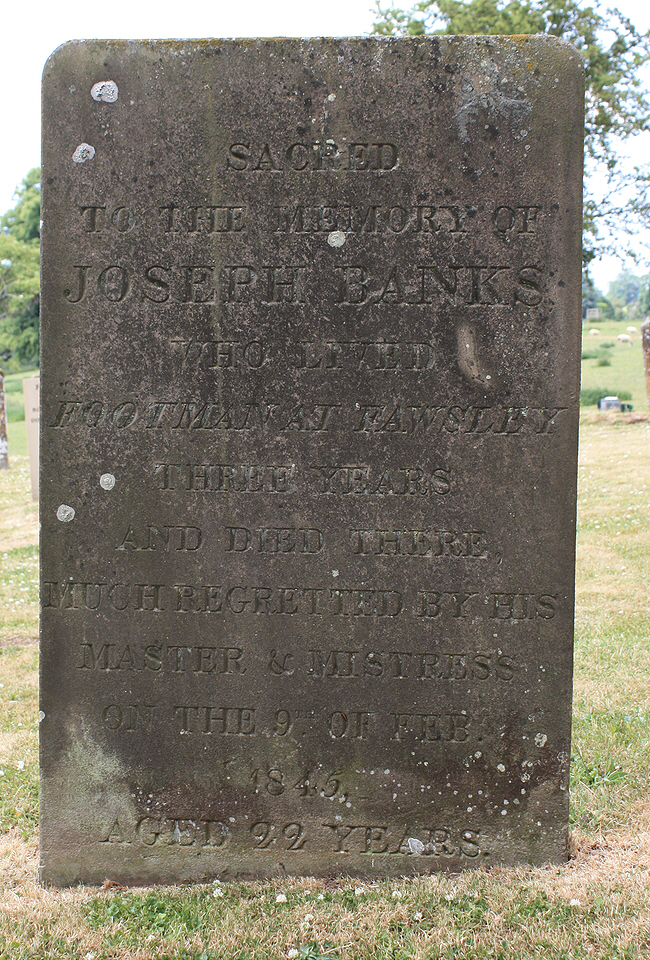 SACRED
TO THE MEMORY OF
JOSEPH BANKS.
WHO LIVED
FOOTMAN AT FAWSLEY
THREE YEARS
AND DIED THERE,
MUCH REGRETTED BY HIS
MASTER & MISTRESS
ON THE 9TH OF FEB.
1845,
AGED 22 YEARS.